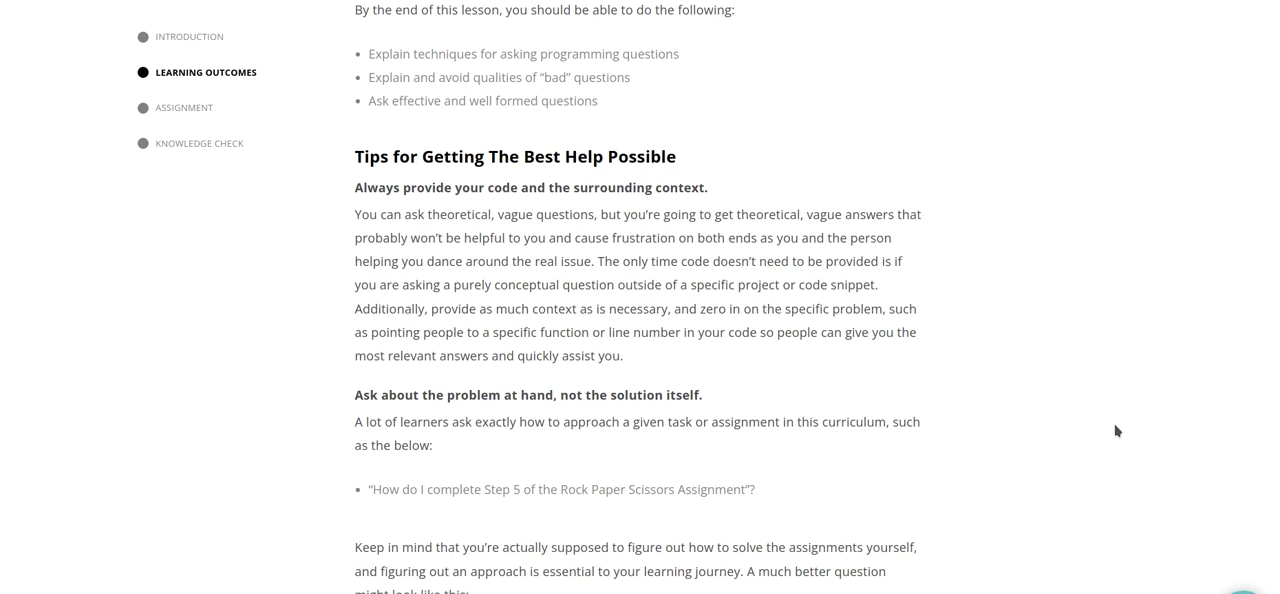 By the end of this lesson, you should be able to do the following:
INTRODUCTION
LEARNING OUTCOMES
ASSIGNMENT
KNOWLEDGE CHECK
Explain techniques for asking programming questions
Explain and avoid qualities of “bad” questions
Ask effective and well formed questions
Tips for Getting The Best Help Possible
Always provide your code and the surrounding context.
You can ask theoretical, vague questions, but you’re going to get theoretical, vague answers that
probably won’t be helpful to you and cause frustration on both ends as you and the person
helping you dance around the real issue. The only time code doesn’t need to be provided is if
you are asking a purely conceptual question outside of a specific project or code snippet.
Additionally, provide as much context as is necessary, and zero in on the specific problem, such
as pointing people to a specific function or line number in your code so people can give you the
most relevant answers and quickly assist you.
Ask about the problem at hand, not the solution itself.
A lot of learners ask exactly how to approach a given task or assignment in this curriculum, such
as the below:
“How do I complete Step 5 of the Rock Paper Scissors Assignment”?
Keep in mind that you’re actually supposed to figure out how to solve the assignments yourself,
and figuring out an approach is essential to your learning journey. A much better question
might look like this: